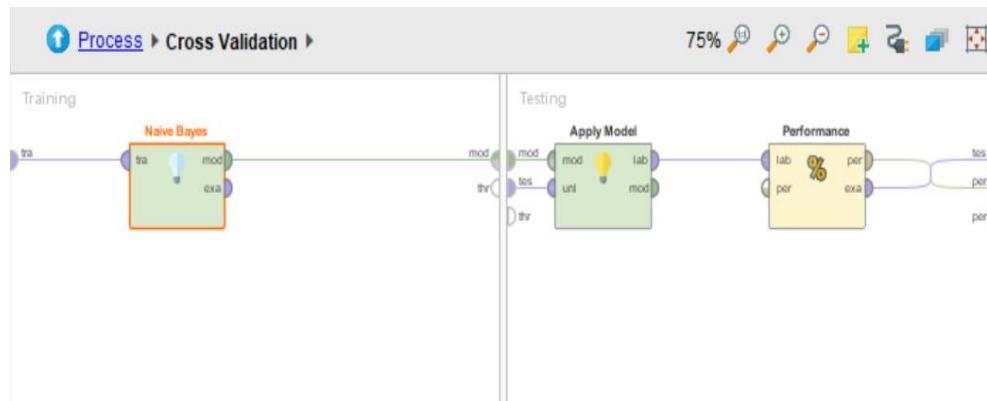 Process Cross Validation
75%
Training
tra
Naive Bayes
tra mod
exa
mod
thr
Testing
mod
tes
thr
Apply Model
mod lab
unl mod
Performance
% 
lab per
per exa
tes
per
per